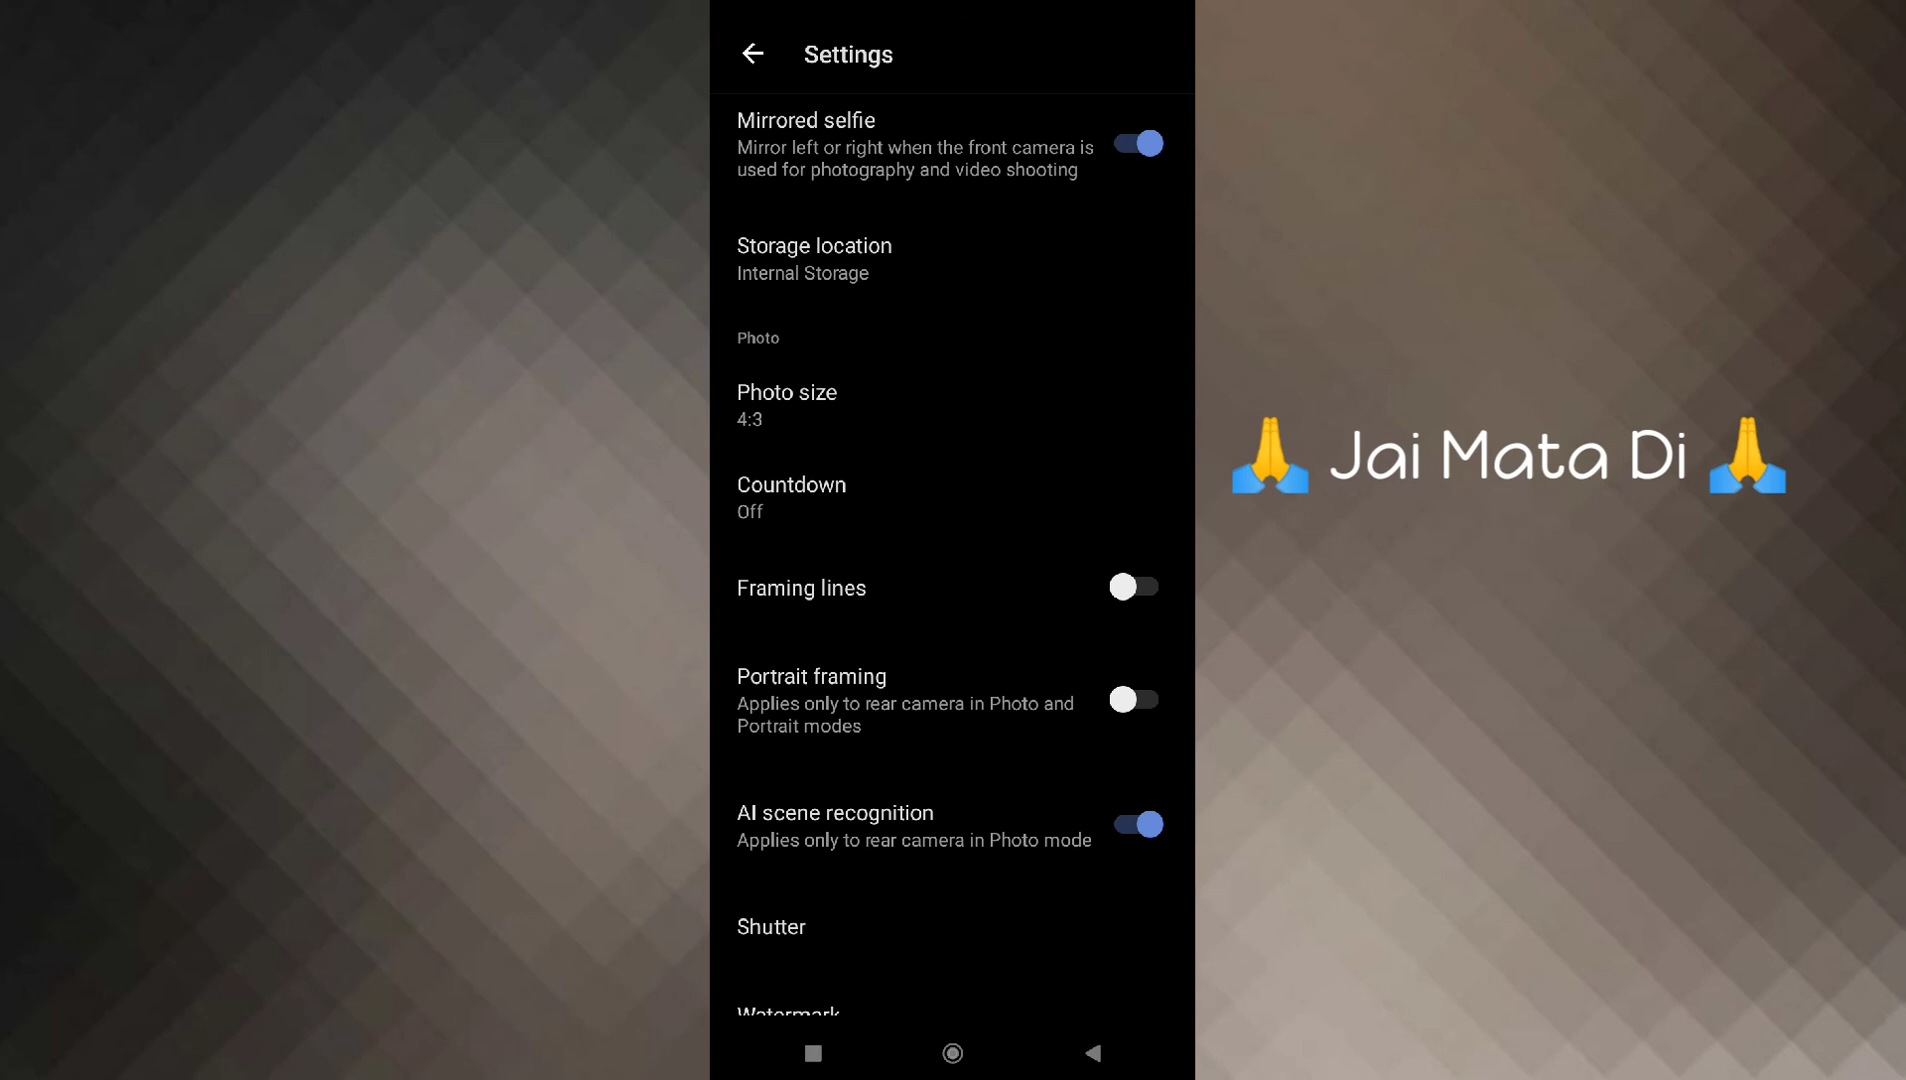 Settings
Mirrored selfie
Mirror left or right when the front camera is
used for photography and video shooting
Storage location
Internal Storage
Photo
Photo size
4:3
Countdown
Off
Framing lines
Portrait framing
Applies only to rear camera in Photo and
Portrait modes
AI scene recognition
Applies only to rear camera in Photo mode
Shutter
Watermark
🙏 Jai Mata Di 🙏